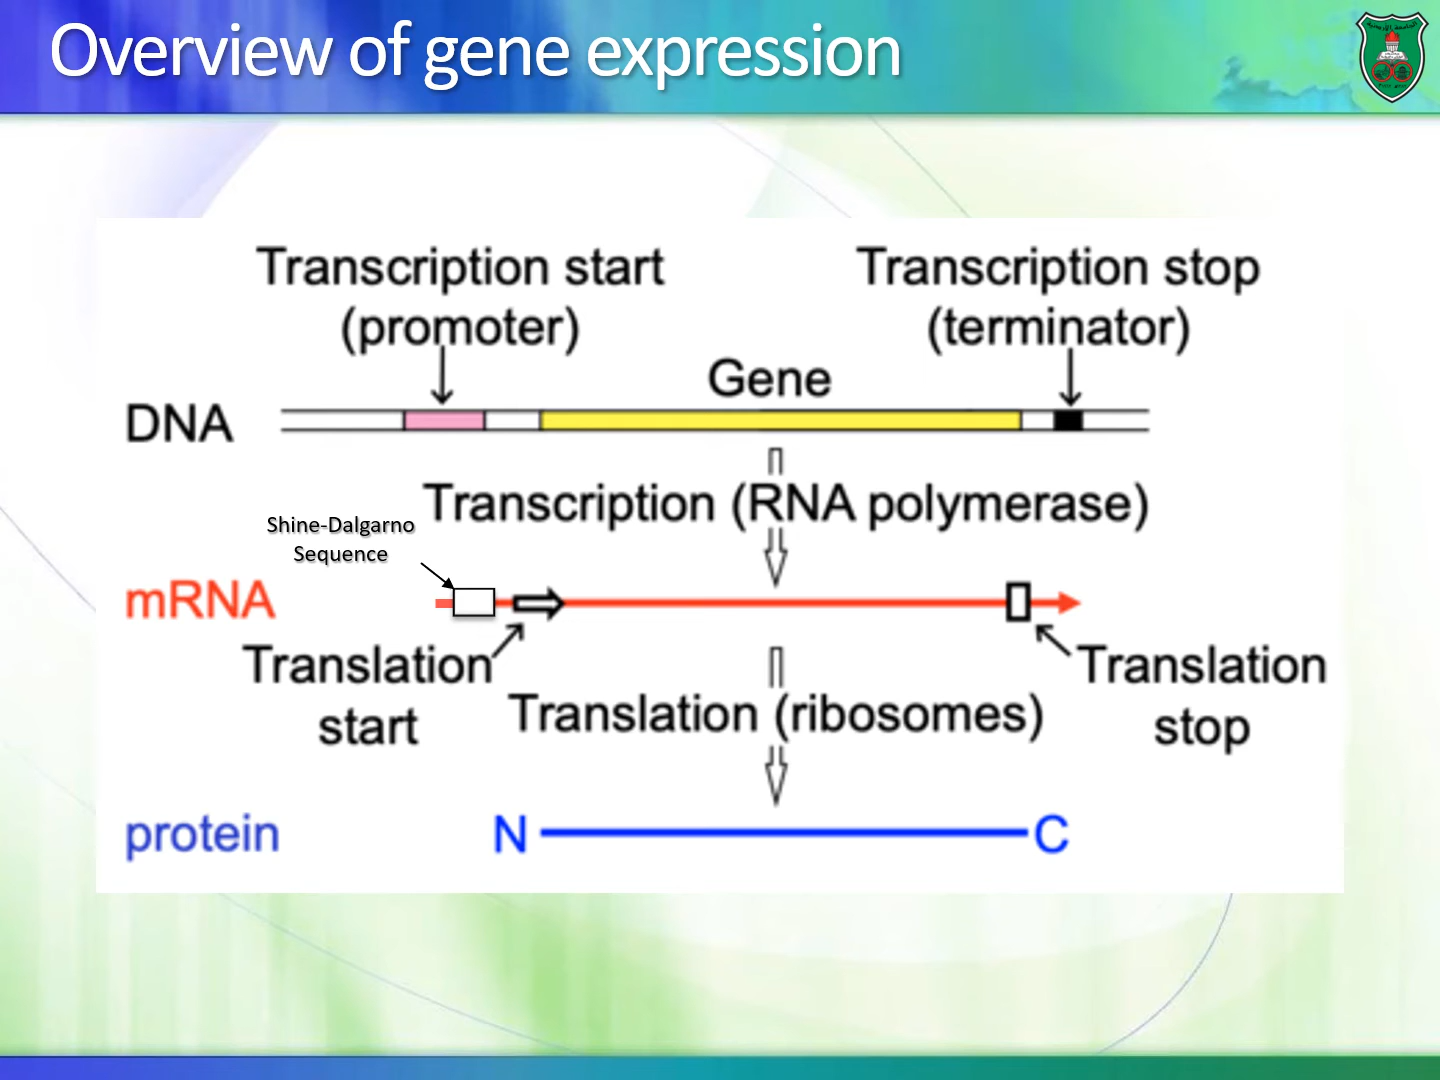 Overview of gene expression
Transcription start
(promoter)
Transcription stop
(terminator)
Gene
DNA
Transcription (RNA polymerase)
Shine-Dalgarno
Sequence
mRNA
Translation
start
Translation (ribosomes)
Translation
stop
protein
N
C